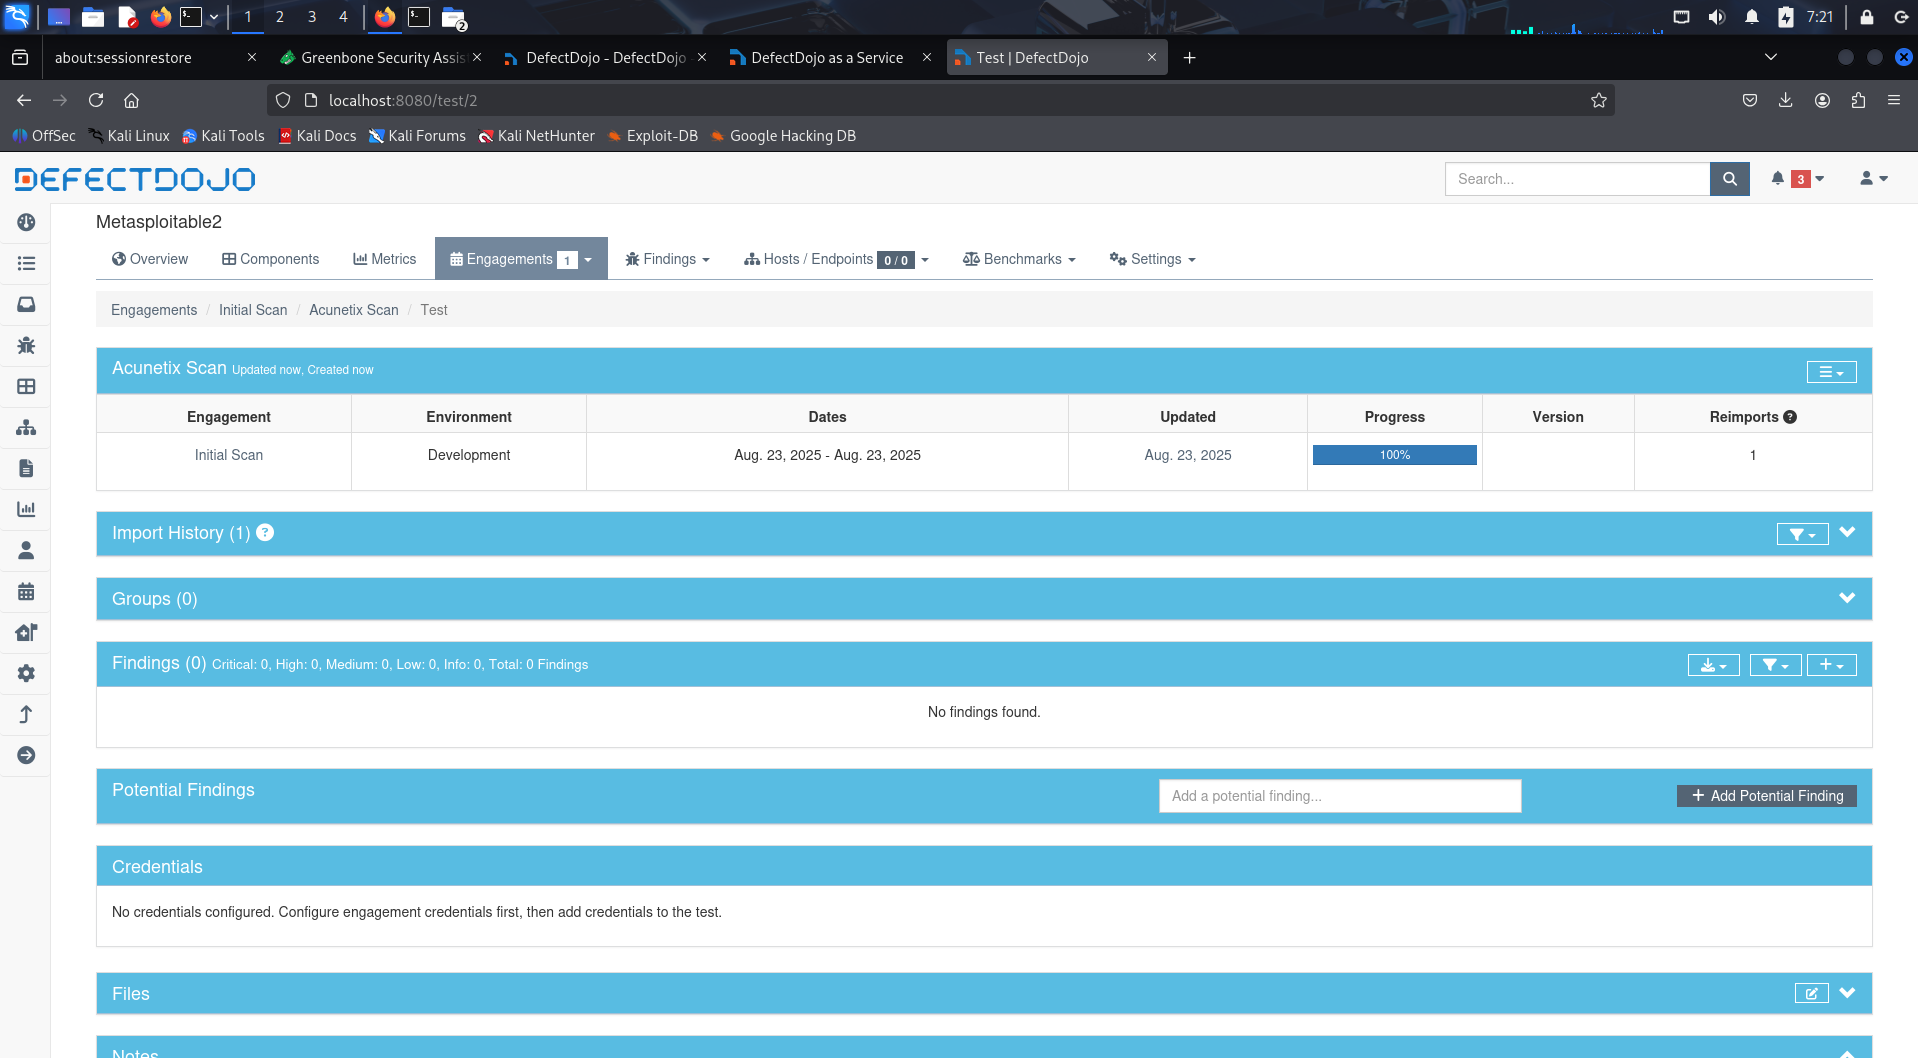 1 2 3 4 2 7:21
about:sessionrestore Greenbone Security Assis DefectDojo - DefectDojo DefectDojo as a Service Test | DefectDojo
localhost:8080/test/2
OffSec Kali Linux Kali Tools Kali Docs Kali Forums Kali NetHunter Exploit-DB Google Hacking DB
DEFECTDOJO Search... 3
Metasploitable2
Overview Components Metrics Engagements 1 Findings Hosts / Endpoints 0 / 0 Benchmarks Settings
Engagements / Initial Scan / Acunetix Scan / Test
Acunetix Scan Updated now, Created now
Engagement Environment Dates Updated Progress Version Reimports ?
Initial Scan Development Aug. 23, 2025 - Aug. 23, 2025 Aug. 23, 2025 100% 1
Import History (1) ?
Groups (0)
Findings (0) Critical: 0, High: 0, Medium: 0, Low: 0, Info: 0, Total: 0 Findings
No findings found.
Potential Findings Add a potential finding... + Add Potential Finding
Credentials
No credentials configured. Configure engagement credentials first, then add credentials to the test.
Files
Notes